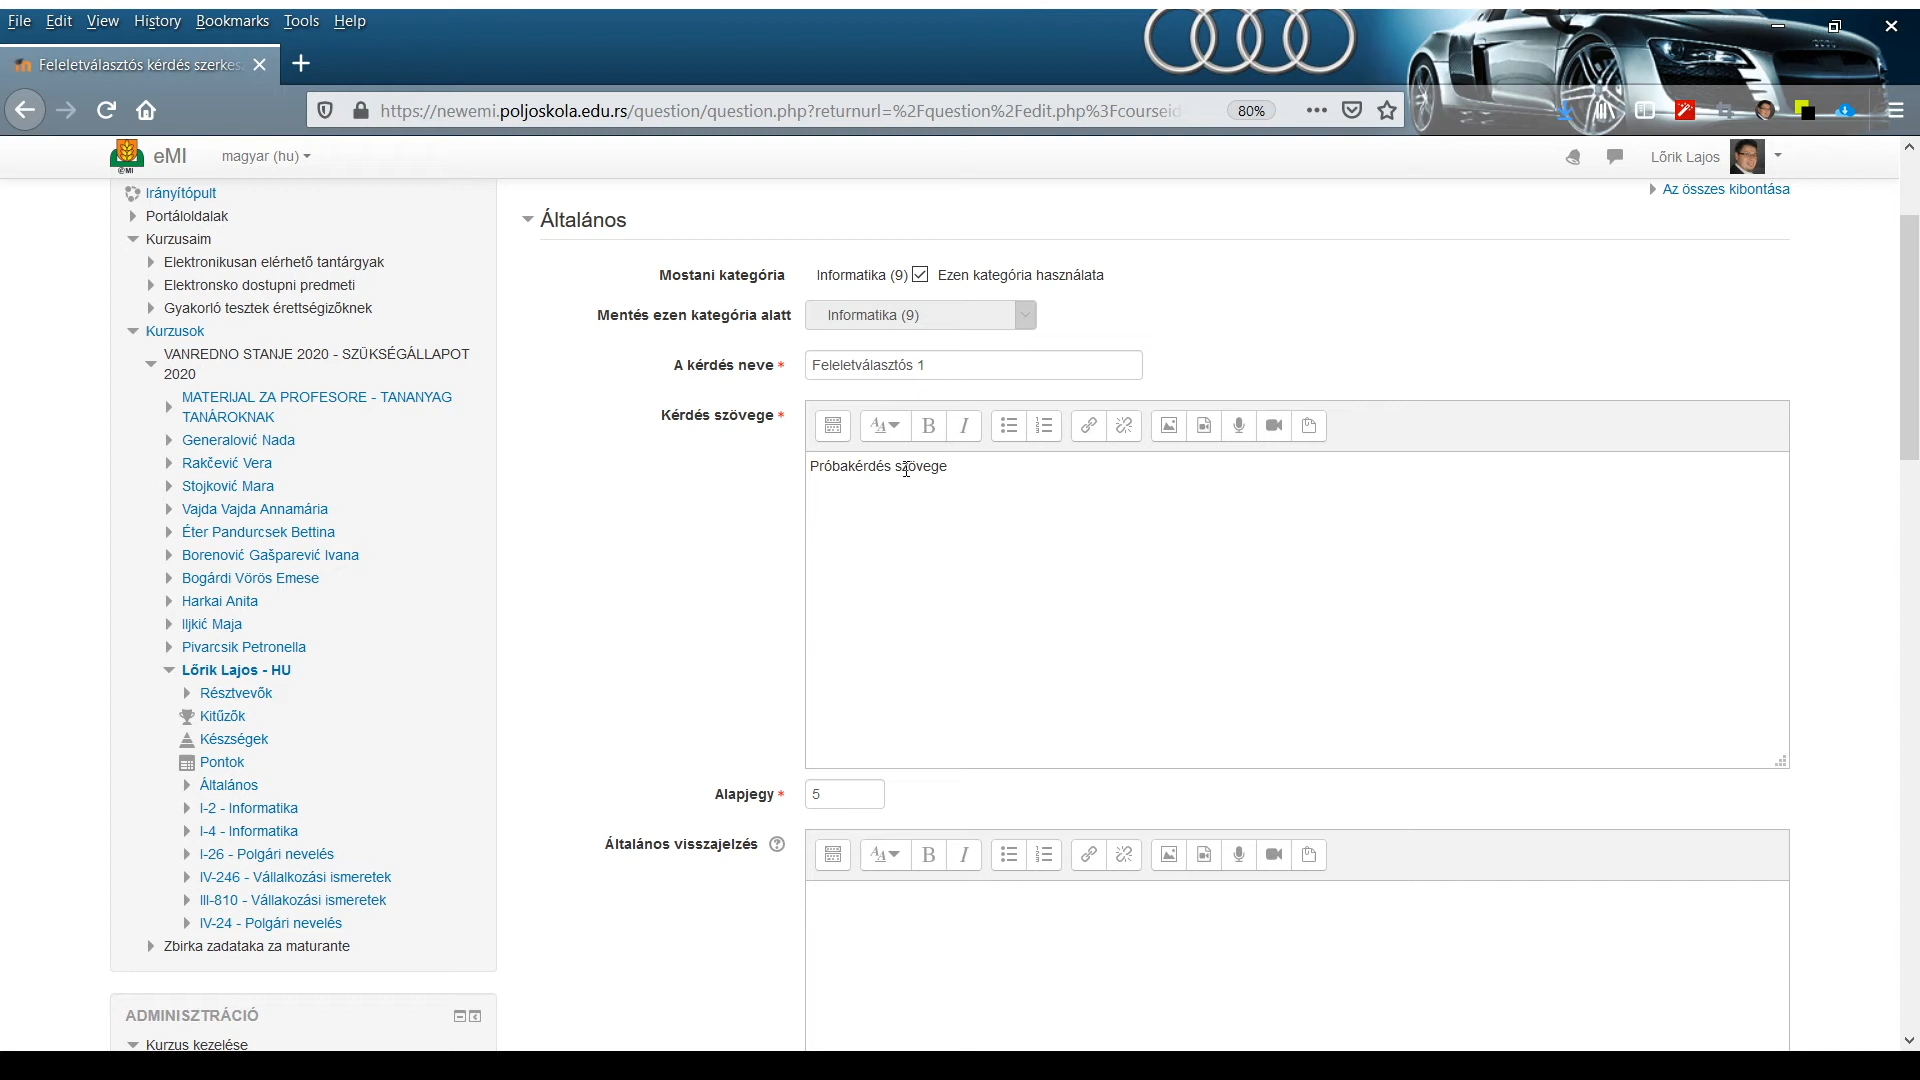 File Edit View History Bookmarks Tools Help
Feleletválasztós kérdés szerkes
https://newemi.poljoskola.edu.rs/question/question.php?returnurl=%2Fquestion%2Fedit.php%3Fcourseid
80%
eMI
magyar (hu)
Lőrik Lajos
Irányítópult
Portáloldalak
Kurzusaim
Elektronikusan elérhető tantárgyak
Elektronsko dostupni predmeti
Gyakorló tesztek érettségizőknek
Kurzusok
VANREDNO STANJE 2020 - SZÜKSÉGÁLLAPOT
2020
MATERIJAL ZA PROFESORE - TANANYAG
TANÁROKNAK
Generalović Nada
Rakčević Vera
Stojković Mara
Vajda Vajda Annamária
Éter Pandurcsek Bettina
Borenović Gašparević Ivana
Bogárdi Vörös Emese
Harkai Anita
Iljkić Maja
Pivarcsik Petronella
Lőrik Lajos - HU
Résztvevők
Kitűzők
Készségek
Pontok
Általános
I-2 - Informatika
I-4 - Informatika
I-26 - Polgári nevelés
IV-246 - Vállalkozási ismeretek
III-810 - Vállakozási ismeretek
IV-24 - Polgári nevelés
Zbirka zadataka za maturante
ADMINISZTRÁCIÓ
Kurzus kezelése
Az összes kibontása
Általános
Mostani kategória Informatika (9) Ezen kategória használata
Mentés ezen kategória alatt Informatika (9)
A kérdés neve * Feleletválasztós 1
Kérdés szövege *
Próbakérdés szövege
Alapjegy * 5
Általános visszajelzés